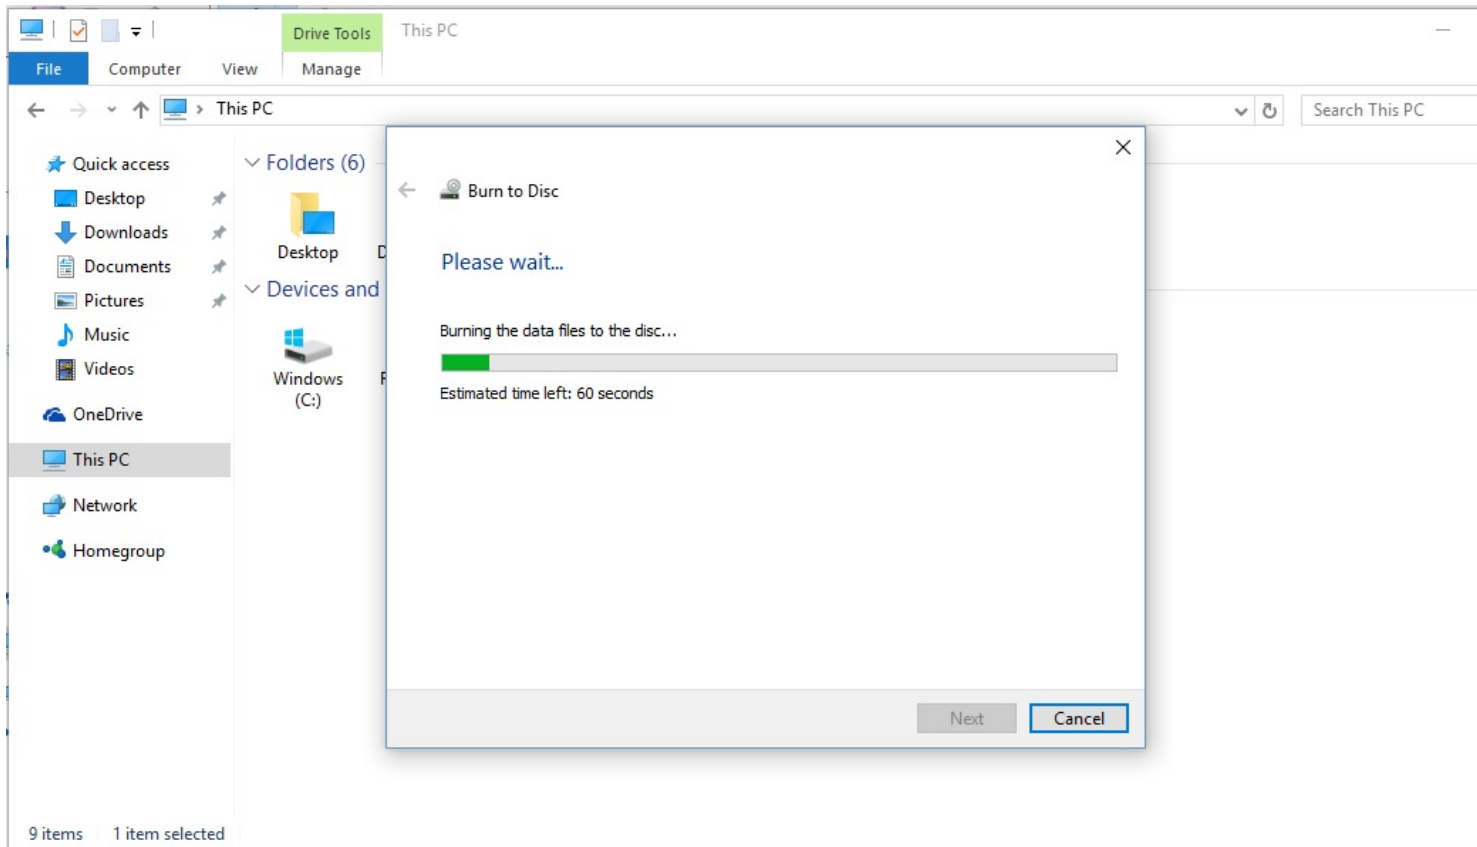 Drive Tools
This PC
File
Computer
View
Manage
This PC
Search This PC
Quick access
Desktop
Downloads
Documents
Pictures
Music
Videos
OneDrive
This PC
Network
Homegroup
Folders (6)
Desktop
Devices and
Windows
(C:)
Burn to Disc
Please wait...
Burning the data files to the disc...
Estimated time left: 60 seconds
Next
Cancel
9 items
1 item selected